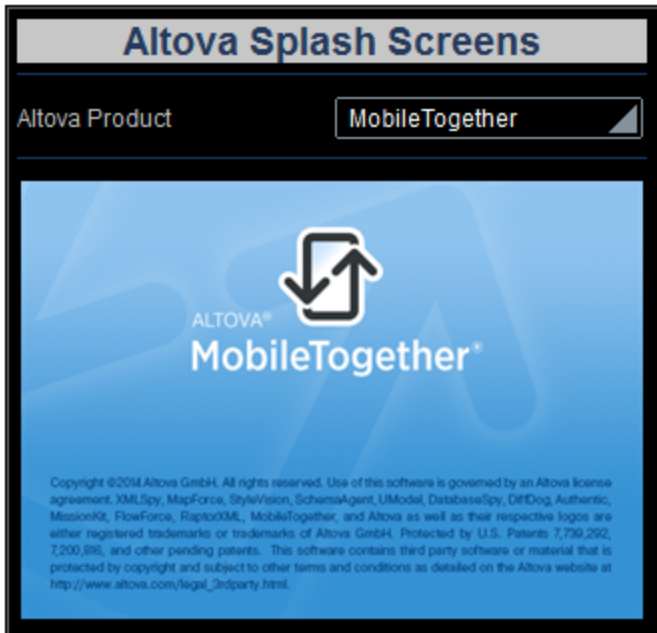 Altova Splash Screens
Altova Product
MobileTogether
ALTOVA®
MobileTogether®
Copyright ©2014 Altova GmbH. All rights reserved. Use of this software is governed by an Altova license
agreement. XMLSpy, MapForce, StyleVision, SchemaAgent, UModel, DatabaseSpy, DiffDog, Authentic,
MissionKit, FlowForce, RaptorXML, MobileTogether, and Altova as well as their respective logos are
either registered trademarks or trademarks of Altova GmbH. Protected by U.S. Patents 7,739,292,
7,200,816, and other pending patents. This software contains third party software or material that is
protected by copyright and subject to other terms and conditions as detailed on the Altova website at
http://www.altova.com/legal_3rdparty.html.